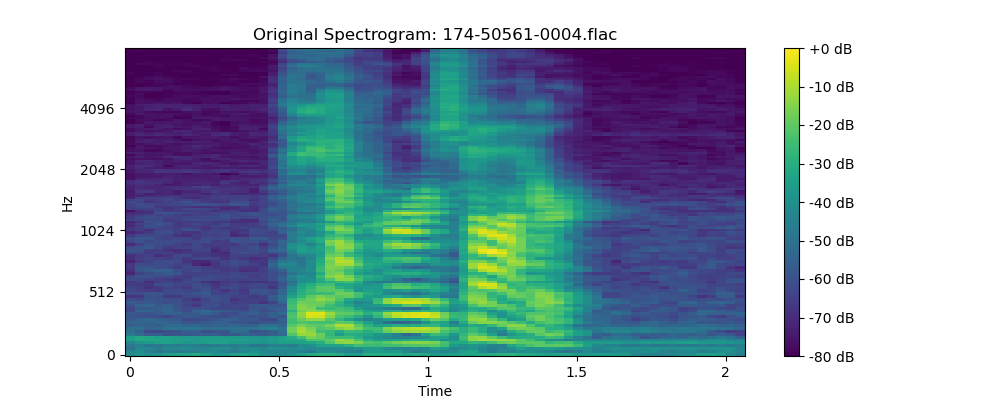 Original Spectrogram: 174-50561-0004.flac
Hz
4096
2048
1024
512
0
0
0.5
1
1.5
2
Time
+0 dB
-10 dB
-20 dB
-30 dB
-40 dB
-50 dB
-60 dB
-70 dB
-80 dB